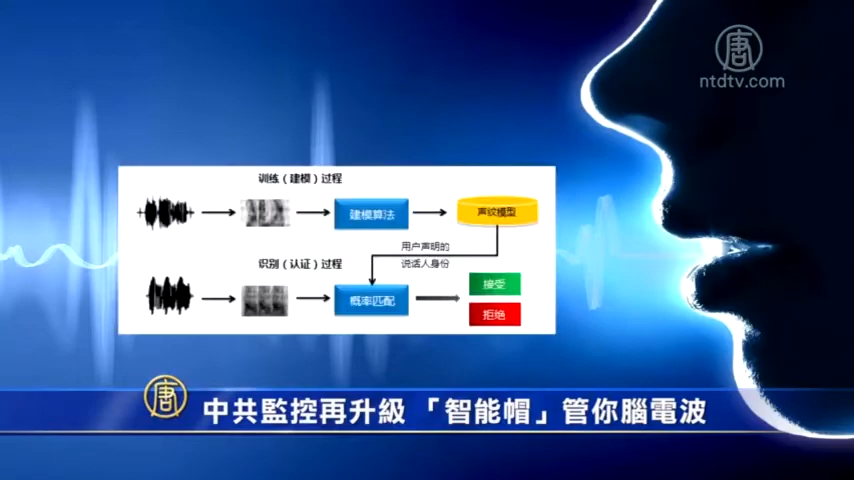 唐
ntdtv.com
训练（建模）过程
建模算法
声纹模型
用户声明的
说话人身份
识别（认证）过程
概率匹配
接受
拒绝
唐
中共監控再升級 「智能帽」管你腦電波